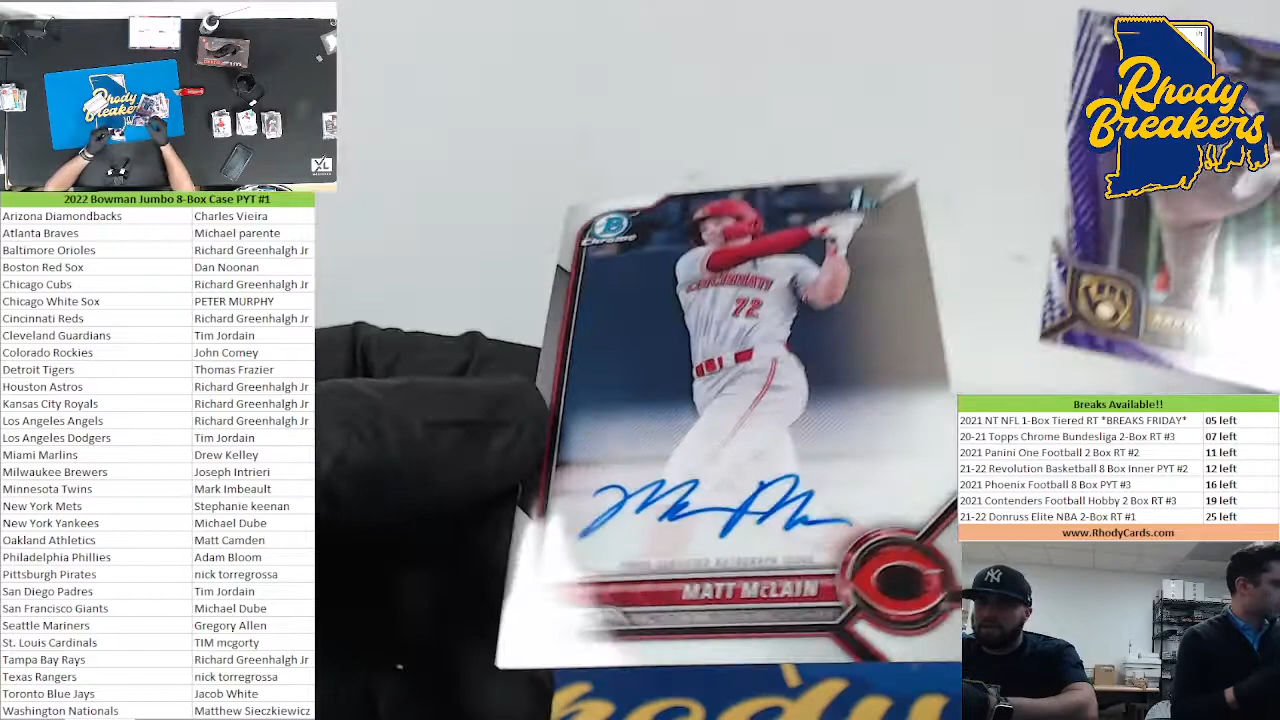 2022 Bowman Jumbo 8-Box Case PYT #1
Arizona Diamondbacks Charles Vieira
Atlanta Braves Michael parente
Baltimore Orioles Richard Greenhalgh Jr
Boston Red Sox Dan Noonan
Chicago Cubs Richard Greenhalgh Jr
Chicago White Sox PETER MURPHY
Cincinnati Reds Richard Greenhalgh Jr
Cleveland Guardians Tim Jordain
Colorado Rockies John Comey
Detroit Tigers Thomas Frazier
Houston Astros Richard Greenhalgh Jr
Kansas City Royals Richard Greenhalgh Jr
Los Angeles Angels Richard Greenhalgh Jr
Los Angeles Dodgers Tim Jordain
Miami Marlins Drew Kelley
Milwaukee Brewers Joseph Intrieri
Minnesota Twins Mark Imbeault
New York Mets Stephanie keenan
New York Yankees Michael Dube
Oakland Athletics Matt Camden
Philadelphia Phillies Adam Bloom
Pittsburgh Pirates nick torregrossa
San Diego Padres Tim Jordain
San Francisco Giants Michael Dube
Seattle Mariners Gregory Allen
St. Louis Cardinals TIM mcgorty
Tampa Bay Rays Richard Greenhalgh Jr
Texas Rangers nick torregrossa
Toronto Blue Jays Jacob White
Washington Nationals Matthew Sieczkiewicz
Rhody
Breakers
XL
B
Chrome
1st
CINCINNATI
72
MATT McLAIN
C
Rhody
Rhody
Breakers
Breaks Available!!
2021 NT NFL 1-Box Tiered RT *BREAKS FRIDAY* 05 left
20-21 Topps Chrome Bundesliga 2-Box RT #3 07 left
2021 Panini One Football 2 Box RT #2 11 left
21-22 Revolution Basketball 8 Box Inner PYT #2 12 left
2021 Phoenix Football 8 Box PYT #3 16 left
2021 Contenders Football Hobby 2 Box RT #3 19 left
21-22 Donruss Elite NBA 2-Box RT #1 25 left
www.RhodyCards.com